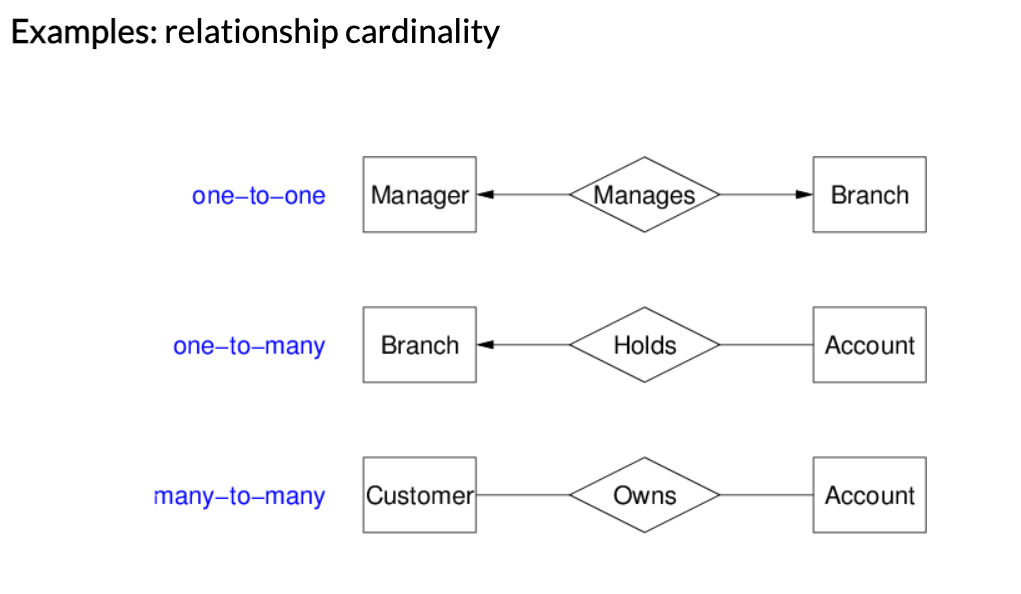 Examples: relationship cardinality
one–to–one Manager Manages Branch
one–to–many Branch Holds Account
many–to–many Customer Owns Account